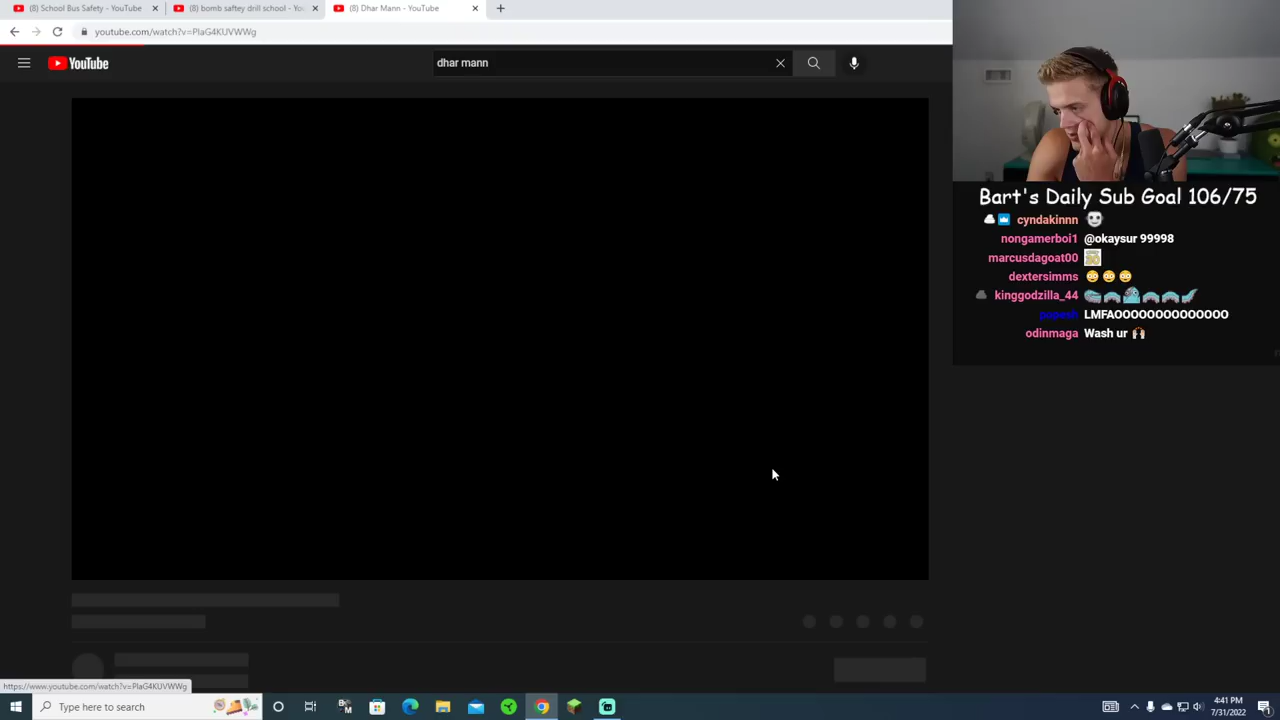 (8) School Bus Safety - YouTube
(8) bomb saftey drill school - You
(8) Dhar Mann - YouTube
youtube.com/watch?v=PlaG4KUVWWg
YouTube
dhar mann
Bart's Daily Sub Goal 106/75
cyndakinnn
nongamerboi1 @okaysur 99998
marcusdagoat00
dextersimms 😳😳😳
kinggodzilla_44
LMFAOOOOOOOOOOOOOO
odinmaga Wash ur 🙌🏻
https://www.youtube.com/watch?v=PlaG4KUVWWg
Type here to search
4:41 PM
7/31/2022